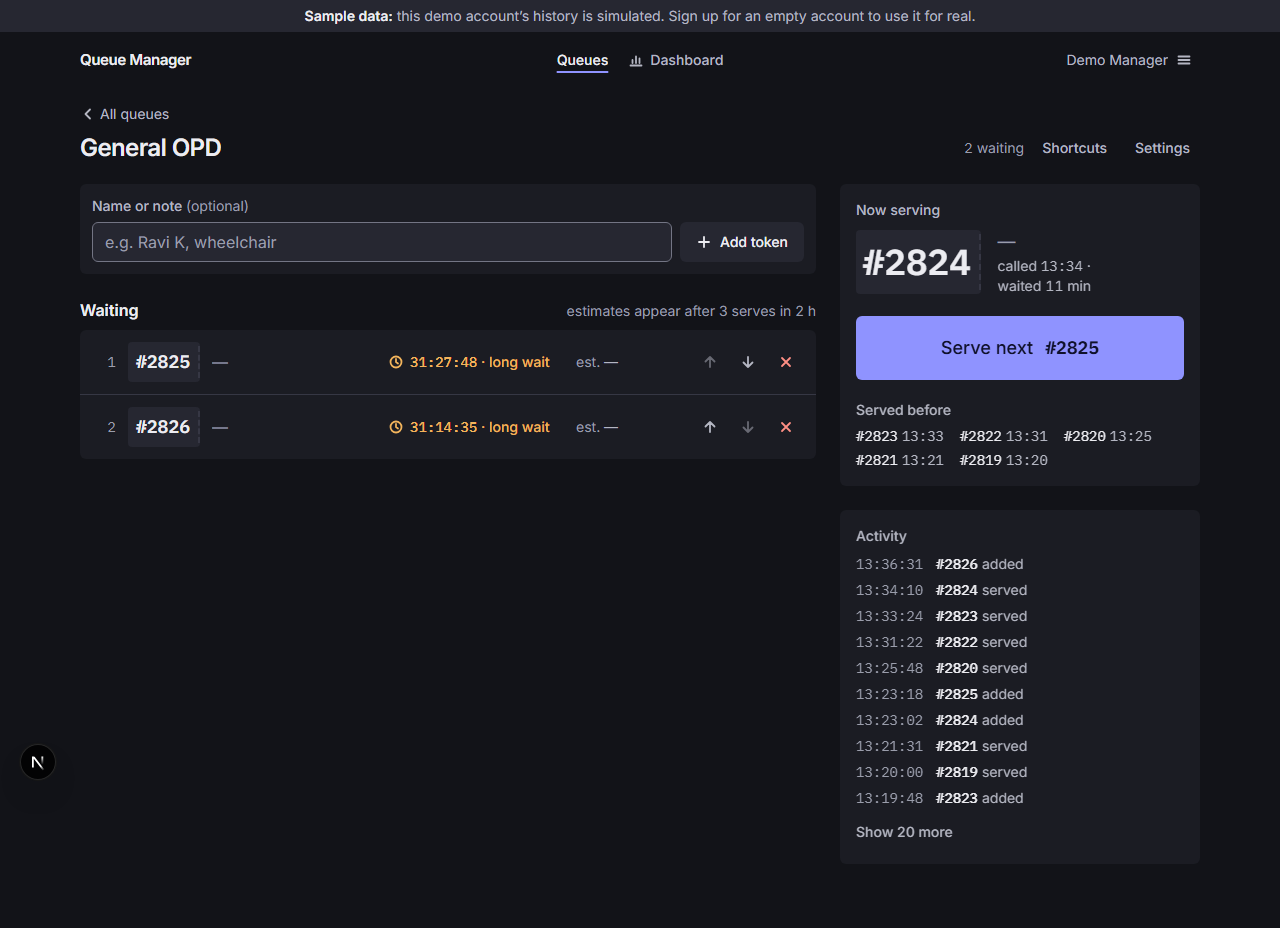 Sample data: this demo account’s history is simulated. Sign up for an empty account to use it for real.
Queue Manager
Queues
Dashboard
Demo Manager
All queues
General OPD
2 waiting
Shortcuts
Settings
Name or note (optional)
e.g. Ravi K, wheelchair
+ Add token
Waiting
estimates appear after 3 serves in 2 h
1 #2825 — 31:27:48 · long wait est. —
2 #2826 — 31:14:35 · long wait est. —
Now serving
#2824
—
called 13:34 ·
waited 11 min
Serve next #2825
Served before
#2823 13:33 #2822 13:31 #2820 13:25
#2821 13:21 #2819 13:20
Activity
13:36:31 #2826 added
13:34:10 #2824 served
13:33:24 #2823 served
13:31:22 #2822 served
13:25:48 #2820 served
13:23:18 #2825 added
13:23:02 #2824 added
13:21:31 #2821 served
13:20:00 #2819 served
13:19:48 #2823 added
Show 20 more
N